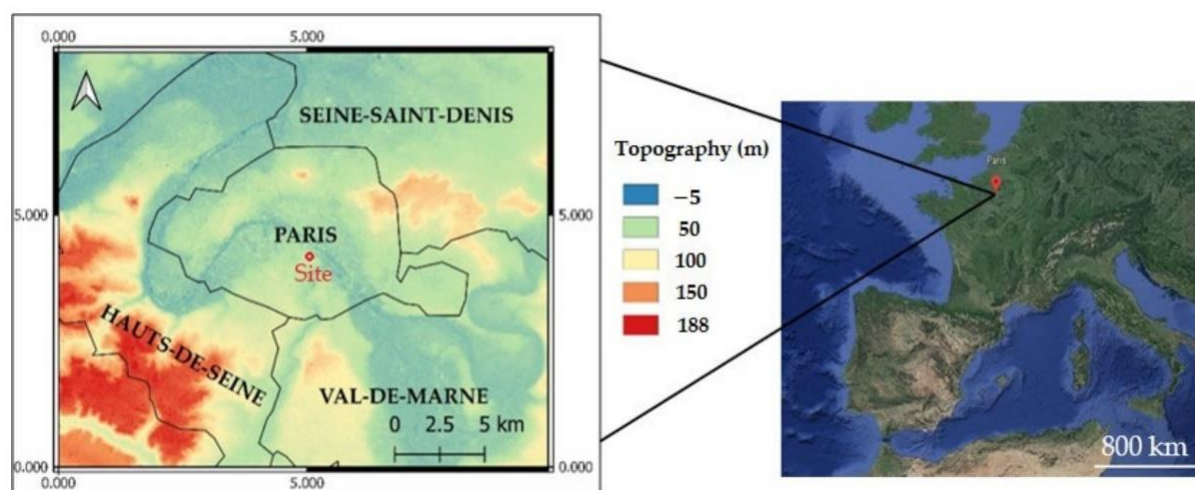 0.000 5.000
SEINE-SAINT-DENIS
5.000 5.000
PARIS
Site
HAUTS-DE-SEINE
VAL-DE-MARNE
0 2.5 5 km
0.000 0.000
0.000 5.000
Topography (m)
−5
50
100
150
188
Paris
800 km